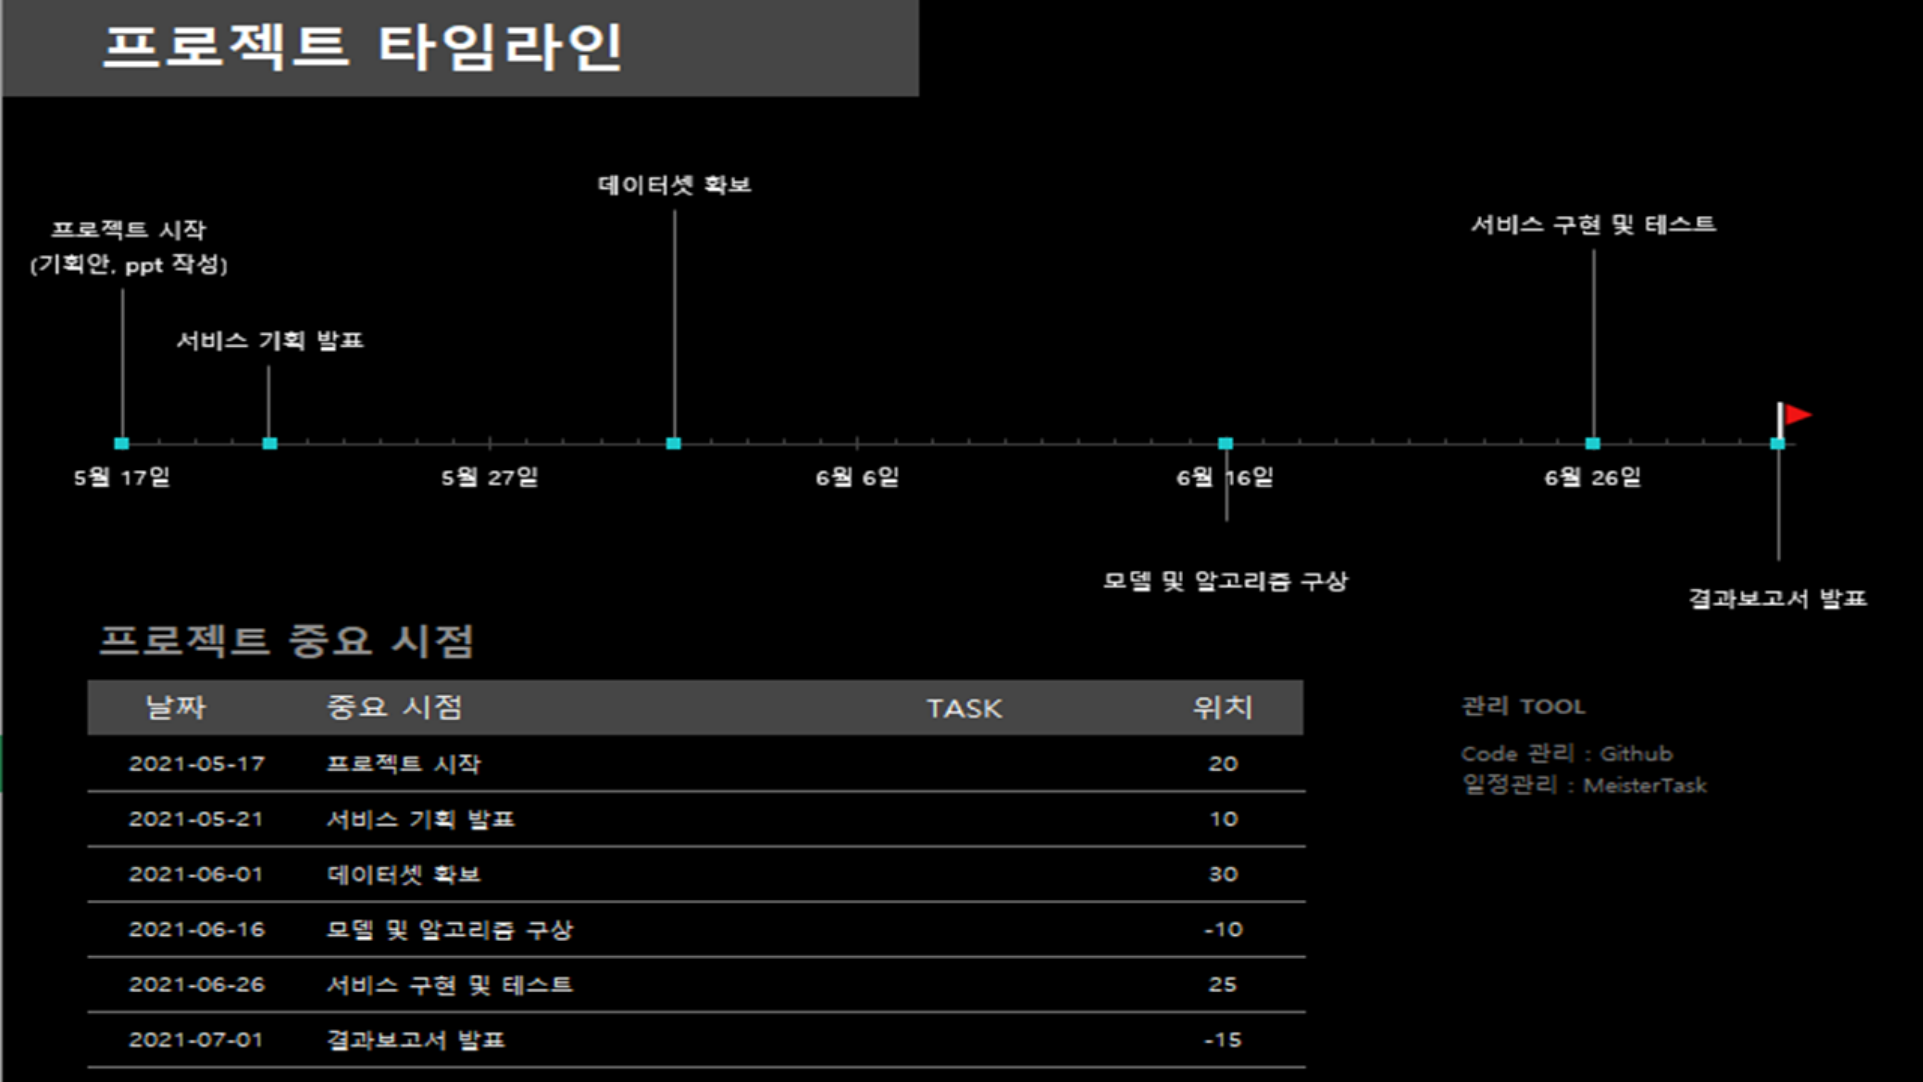 프로젝트 타임라인
데이터셋 확보
프로젝트 시작
(기획안, ppt 작성)
서비스 구현 및 테스트
서비스 기획 발표
5월 17일
5월 27일
6월 6일
6월 16일
6월 26일
모델 및 알고리즘 구상
결과보고서 발표
프로젝트 중요 시점
날짜 중요 시점 TASK 위치
2021-05-17 프로젝트 시작 20
2021-05-21 서비스 기획 발표 10
2021-06-01 데이터셋 확보 30
2021-06-16 모델 및 알고리즘 구상 -10
2021-06-26 서비스 구현 및 테스트 25
2021-07-01 결과보고서 발표 -15
관리 TOOL
Code 관리 : Github
일정관리 : MeisterTask